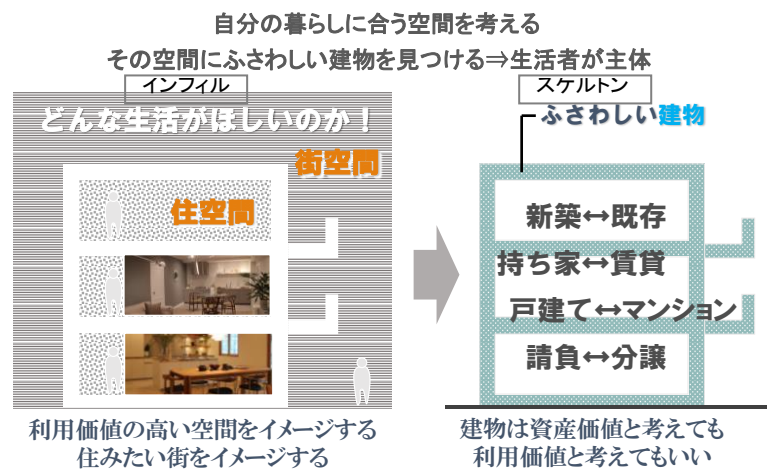 自分の暮らしに合う空間を考える
その空間にふさわしい建物を見つける⇒生活者が主体
インフィル
どんな生活がほしいのか！
街空間
住空間
利用価値の高い空間をイメージする
住みたい街をイメージする
スケルトン
ふさわしい建物
新築↔既存
持ち家↔賃貸
戸建て↔マンション
請負↔分譲
建物は資産価値と考えても
利用価値と考えてもいい